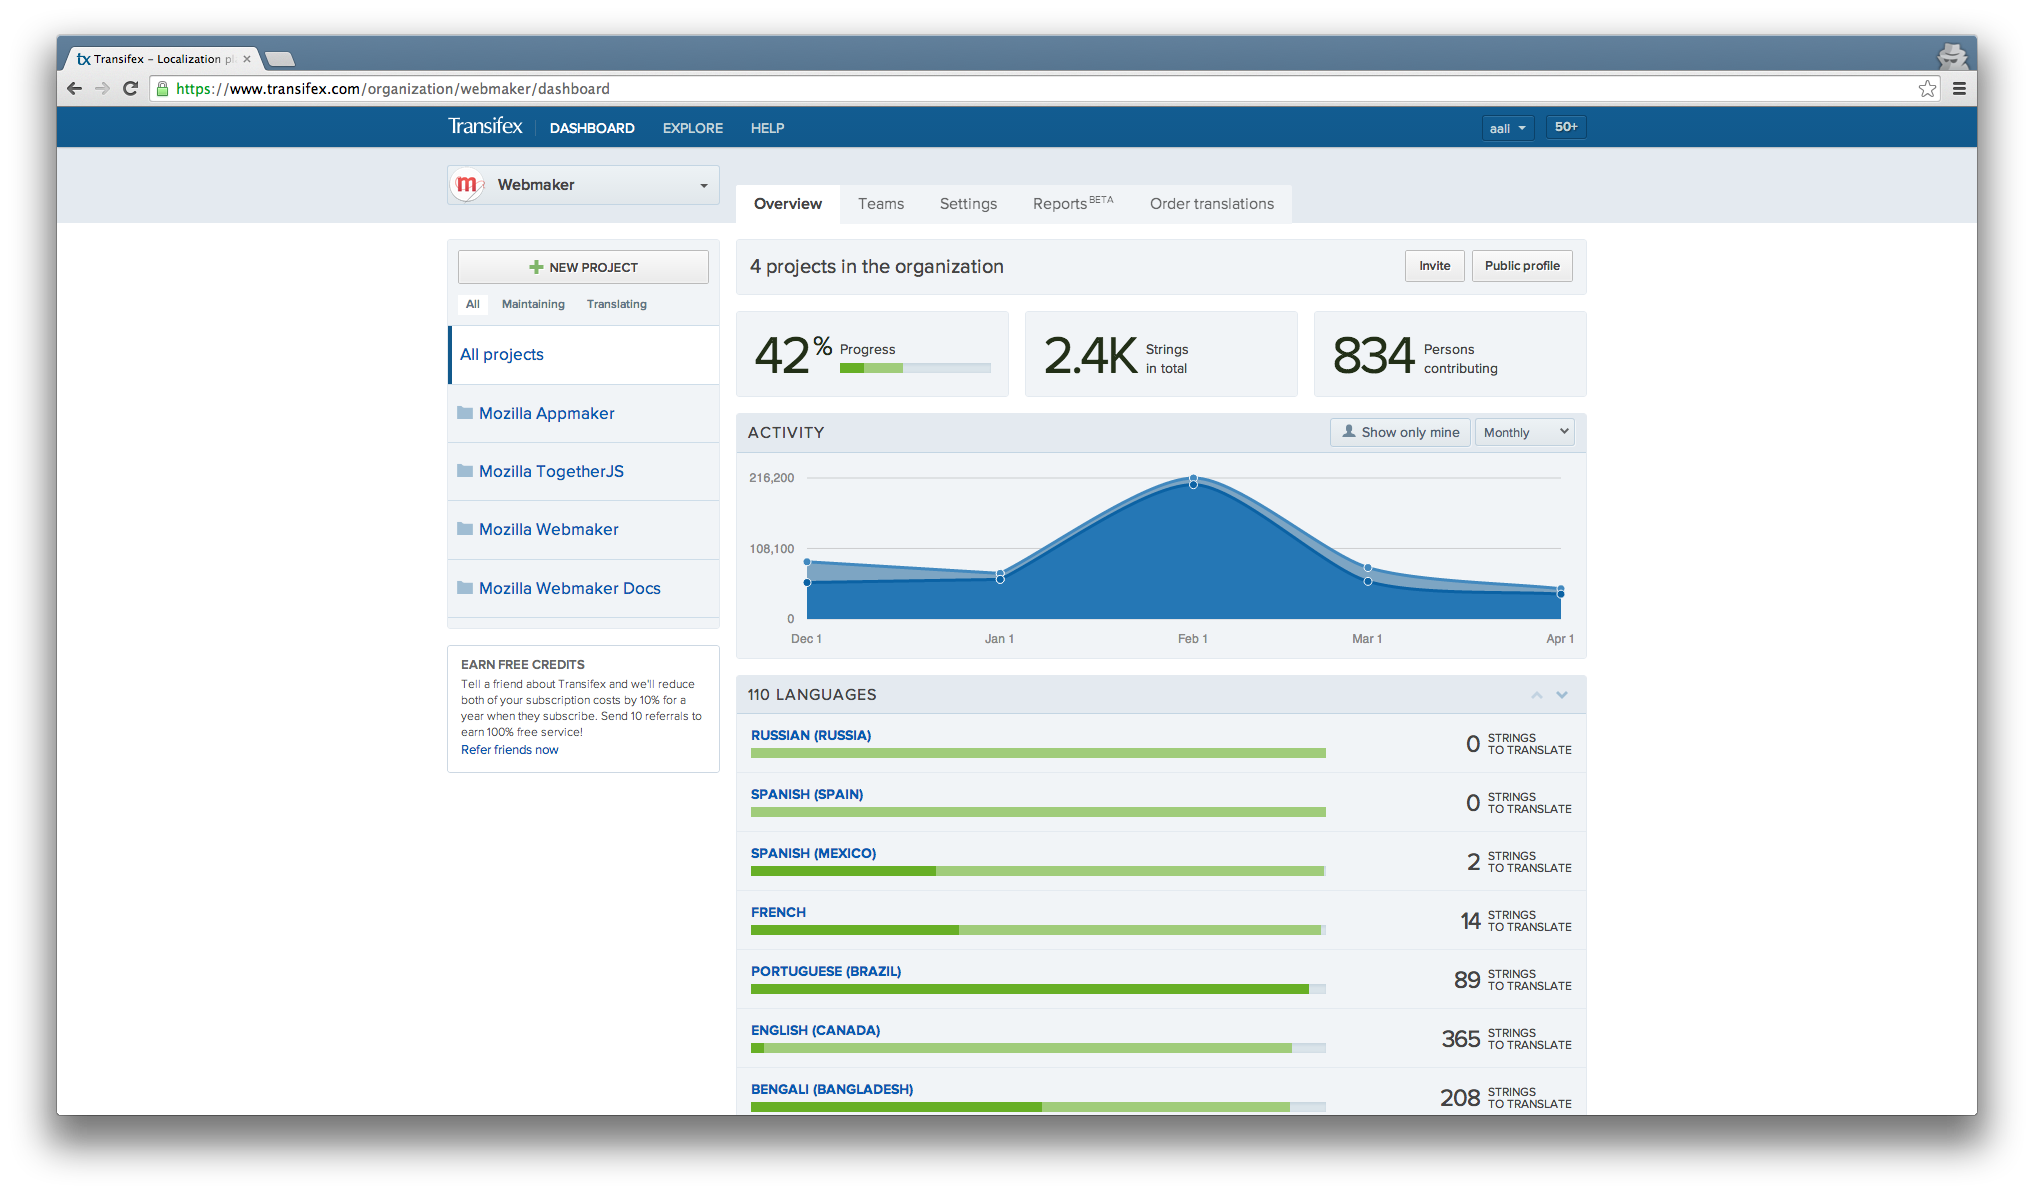 tx Transifex – Localization pl
https://www.transifex.com/organization/webmaker/dashboard
Transifex DASHBOARD EXPLORE HELP aali 50+
m Webmaker
Overview Teams Settings Reports BETA Order translations
NEW PROJECT
All Maintaining Translating
All projects
Mozilla Appmaker
Mozilla TogetherJS
Mozilla Webmaker
Mozilla Webmaker Docs
EARN FREE CREDITS
Tell a friend about Transifex and we'll reduce
both of your subscription costs by 10% for a
year when they subscribe. Send 10 referrals to
earn 100% free service!
Refer friends now
4 projects in the organization Invite Public profile
42% Progress
2.4K Strings
in total
834 Persons
contributing
ACTIVITY Show only mine Monthly
216,200
108,100
0
Dec 1 Jan 1 Feb 1 Mar 1 Apr 1
110 LANGUAGES
RUSSIAN (RUSSIA)
0 STRINGS
TO TRANSLATE
SPANISH (SPAIN)
0 STRINGS
TO TRANSLATE
SPANISH (MEXICO)
2 STRINGS
TO TRANSLATE
FRENCH
14 STRINGS
TO TRANSLATE
PORTUGUESE (BRAZIL)
89 STRINGS
TO TRANSLATE
ENGLISH (CANADA)
365 STRINGS
TO TRANSLATE
BENGALI (BANGLADESH)
208 STRINGS
TO TRANSLATE